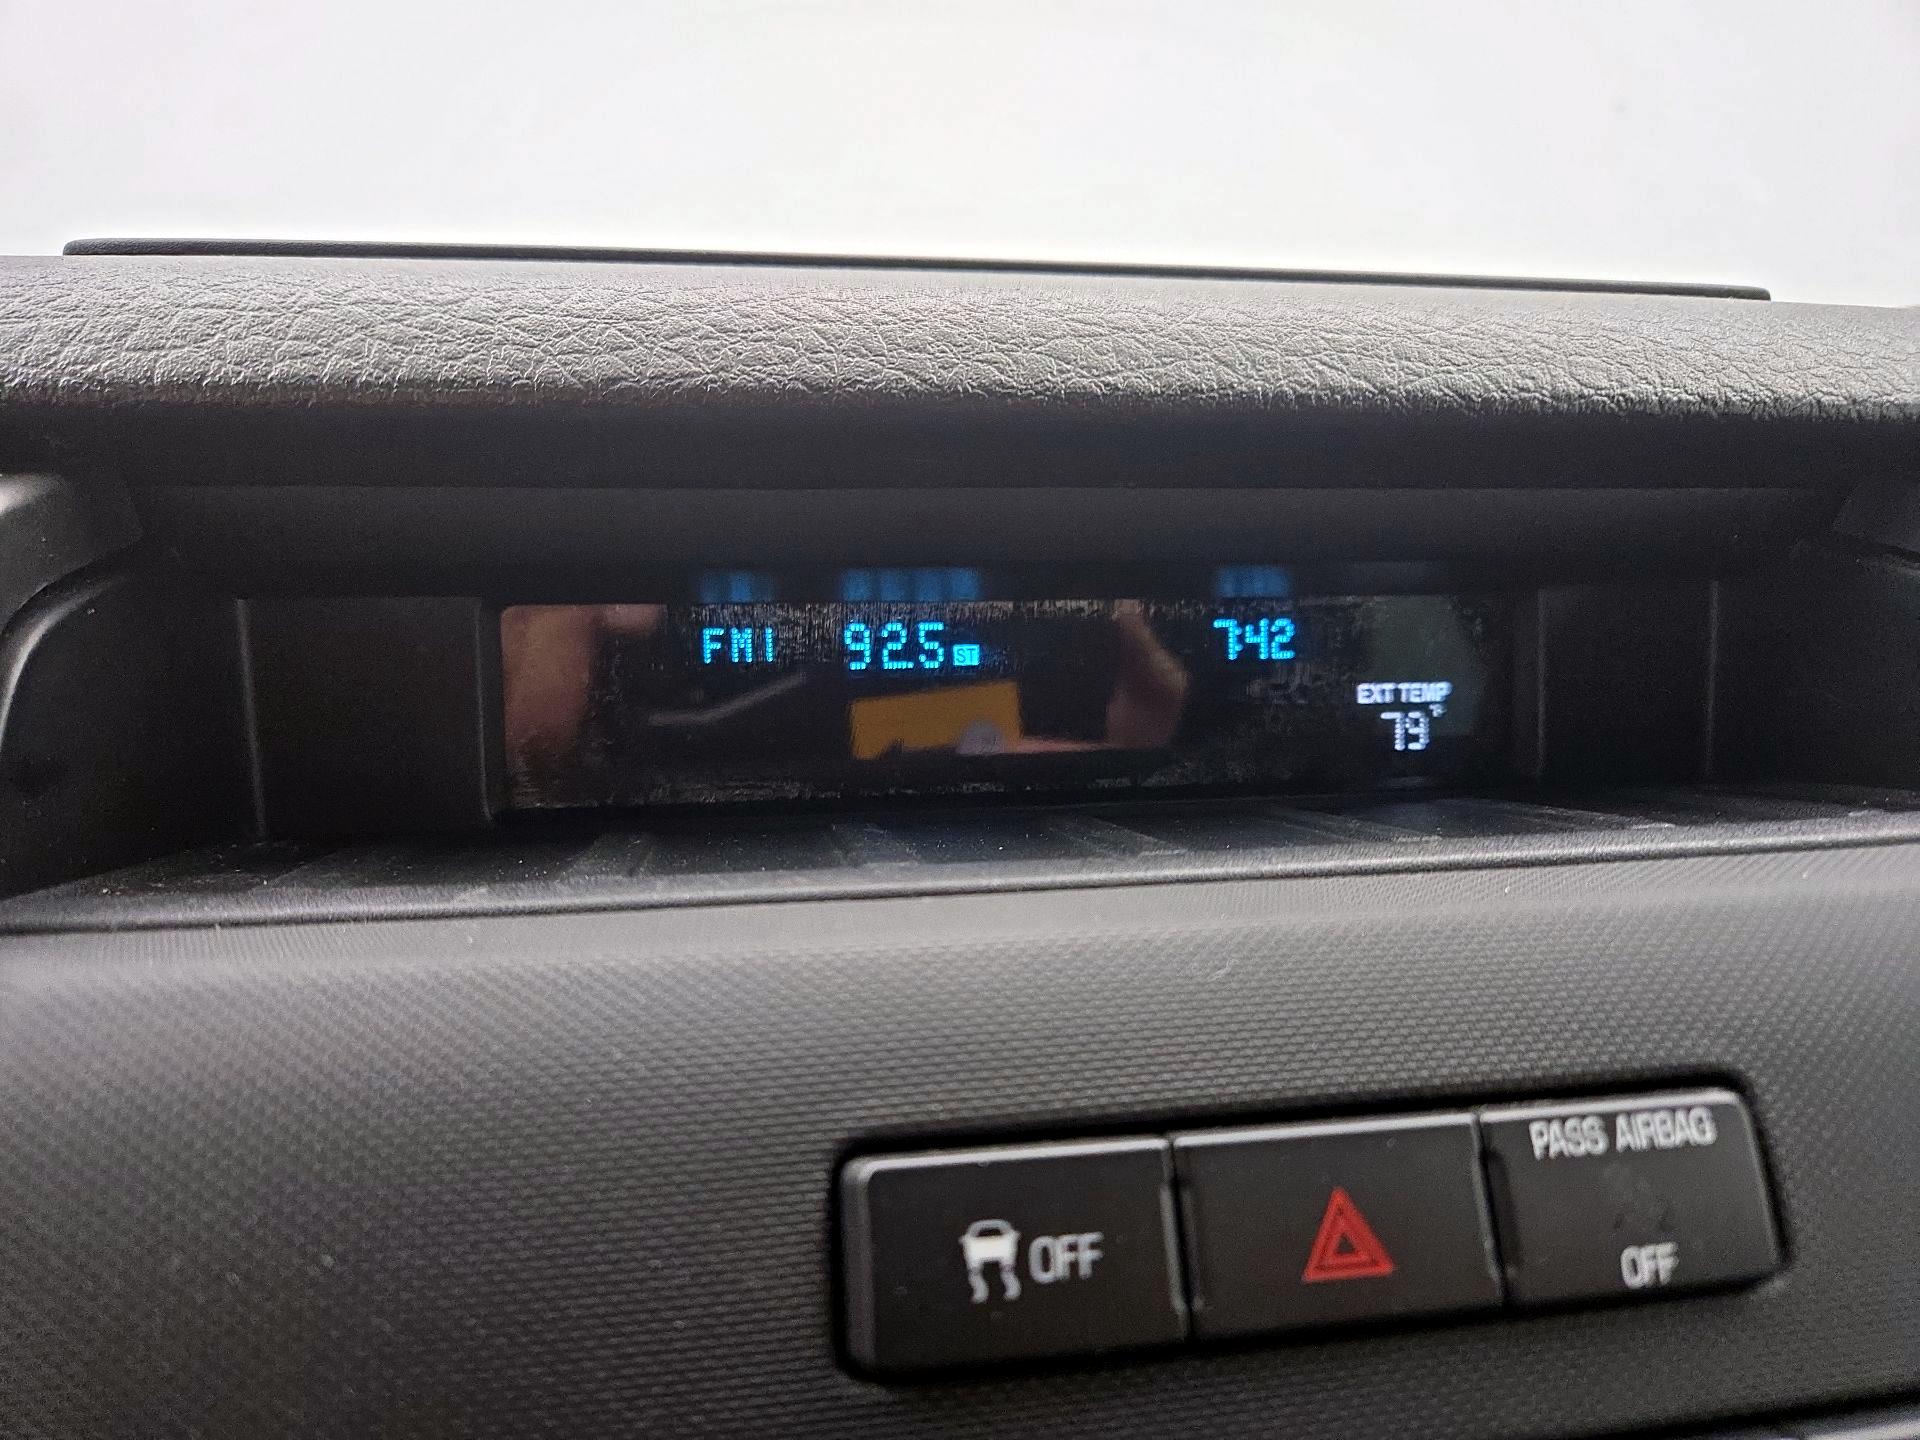 FM1 92.5 ST 7:42
EXT TEMP
79°F
PASS AIRBAG
OFF
OFF